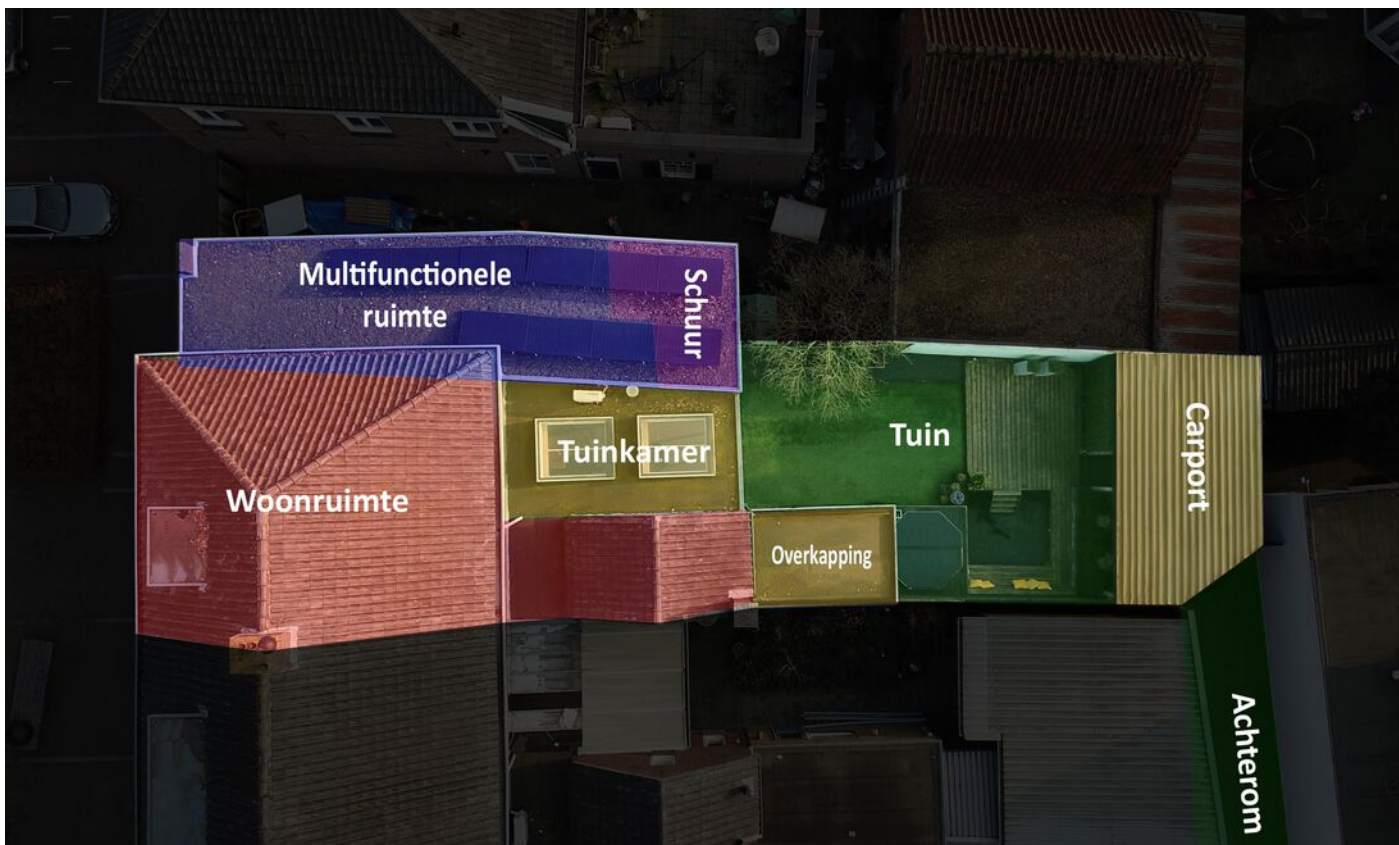 Multifunctionele
ruimte
Schuur
Woonruimte
Tuinkamer
Tuin
Overkapping
Carport
Achterom